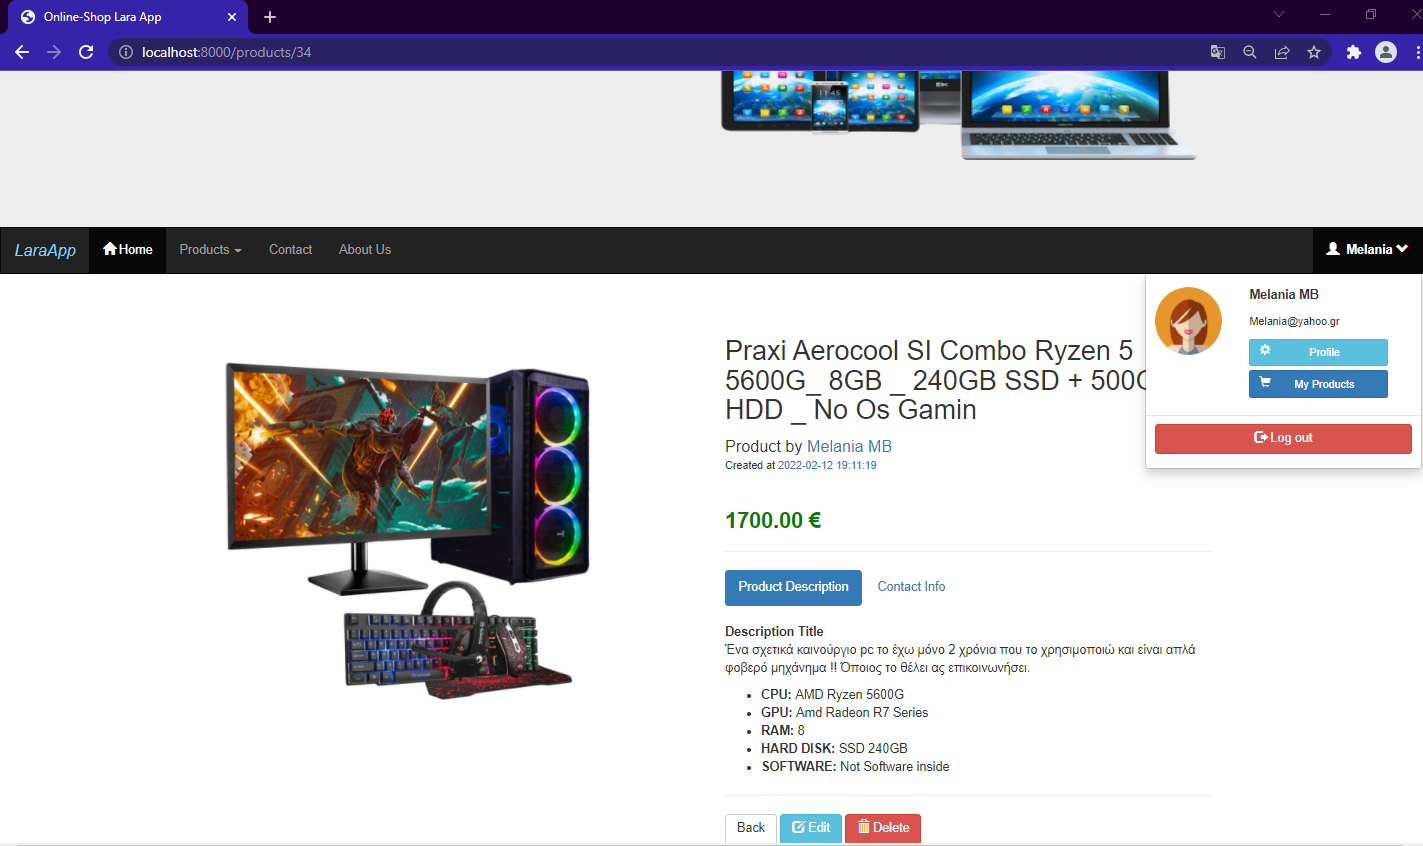 Online-Shop Lara App
localhost:8000/products/34
11:45
LaraApp
Home
Products
Contact
About Us
Melania
Melania MB
Melania@yahoo.gr
Profile
My Products
Log out
Praxi Aerocool SI Combo Ryzen 5
5600G_ 8GB _ 240GB SSD + 500G
HDD _ No Os Gamin
Product by Melania MB
Created at 2022-02-12 19:11:19
1700.00 €
Product Description
Contact Info
Description Title
Ένα σχετικά καινούργιο pc το έχω μόνο 2 χρόνια που το χρησιμοποιώ και είναι απλά
φοβερό μηχάνημα !! Όποιος το θέλει ας επικοινωνήσει.
CPU: AMD Ryzen 5600G
GPU: Amd Radeon R7 Series
RAM: 8
HARD DISK: SSD 240GB
SOFTWARE: Not Software inside
Back
Edit
Delete